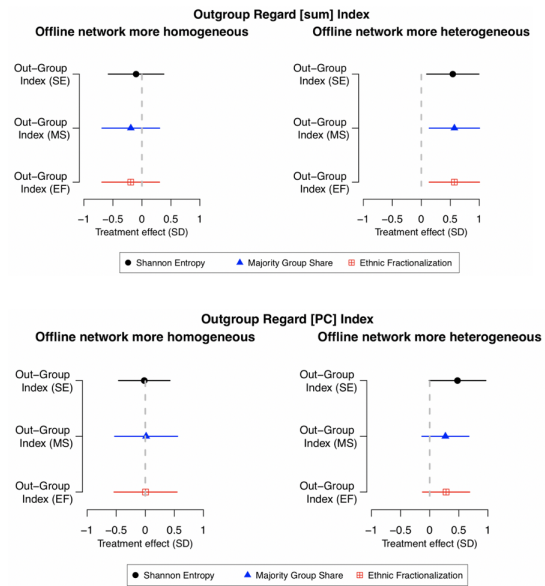 Outgroup Regard [sum] Index
Offline network more homogeneous
Offline network more heterogeneous
Out−Group
Index (SE)
Out−Group
Index (MS)
Out−Group
Index (EF)
−1 −0.5 0 0.5 1
Treatment effect (SD)
Out−Group
Index (SE)
Out−Group
Index (MS)
Out−Group
Index (EF)
−1 −0.5 0 0.5 1
Treatment effect (SD)
Shannon Entropy Majority Group Share Ethnic Fractionalization
Outgroup Regard [PC] Index
Offline network more homogeneous
Offline network more heterogeneous
Out−Group
Index (SE)
Out−Group
Index (MS)
Out−Group
Index (EF)
−1 −0.5 0 0.5 1
Treatment effect (SD)
Out−Group
Index (SE)
Out−Group
Index (MS)
Out−Group
Index (EF)
−1 −0.5 0 0.5 1
Treatment effect (SD)
Shannon Entropy Majority Group Share Ethnic Fractionalization